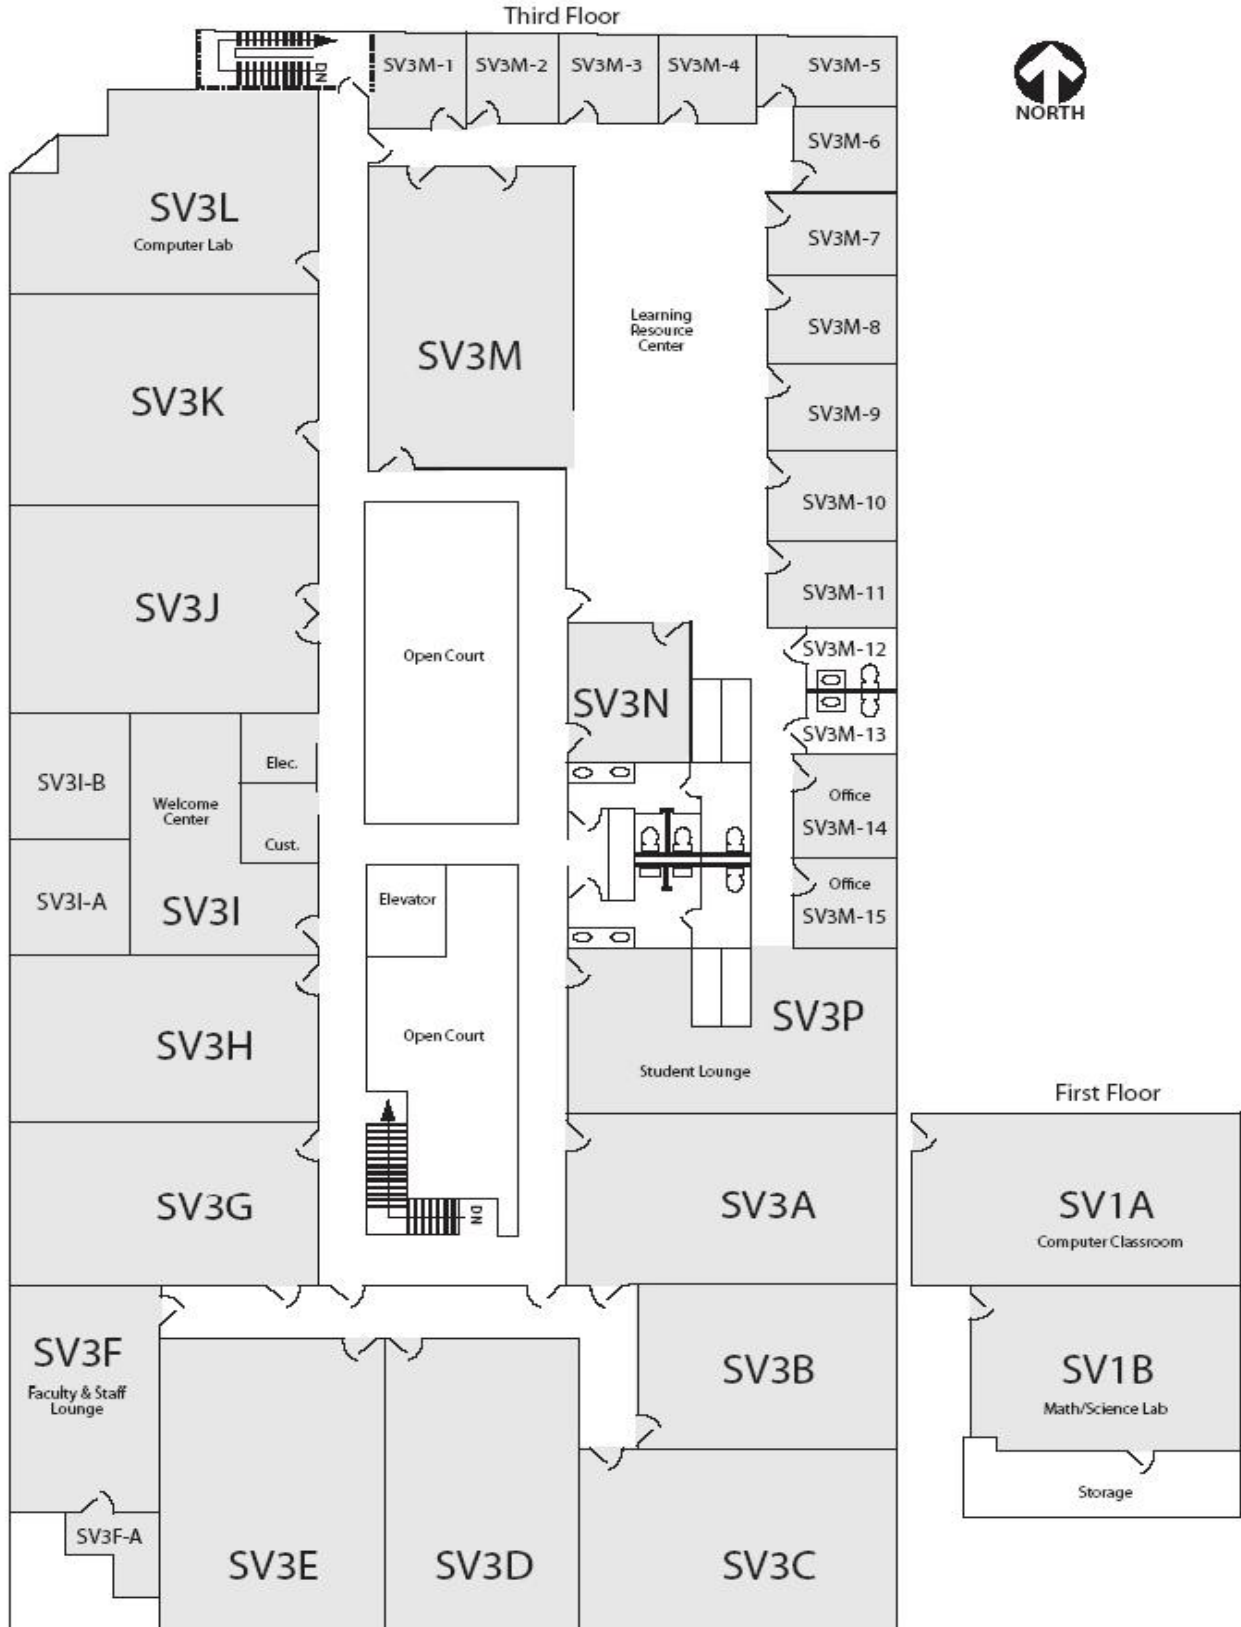 Third Floor
DN
SV3M-1
SV3M-2
SV3M-3
SV3M-4
SV3M-5
NORTH
SV3M-6
SV3L
Computer Lab
SV3M-7
Learning
Resource
Center
SV3M-8
SV3M
SV3K
SV3M-9
SV3M-10
SV3J
SV3M-11
Open Court
SV3M-12
SV3N
SV3M-13
Elec.
SV3I-B
Welcome
Center
Office
SV3M-14
Cust.
Office
SV3I-A
SV3I
Elevator
SV3M-15
SV3H
Open Court
SV3P
Student Lounge
First Floor
SV3G
DN
SV3A
SV1A
Computer Classroom
SV3F
Faculty & Staff
Lounge
SV3B
SV1B
Math/Science Lab
Storage
SV3F-A
SV3E
SV3D
SV3C